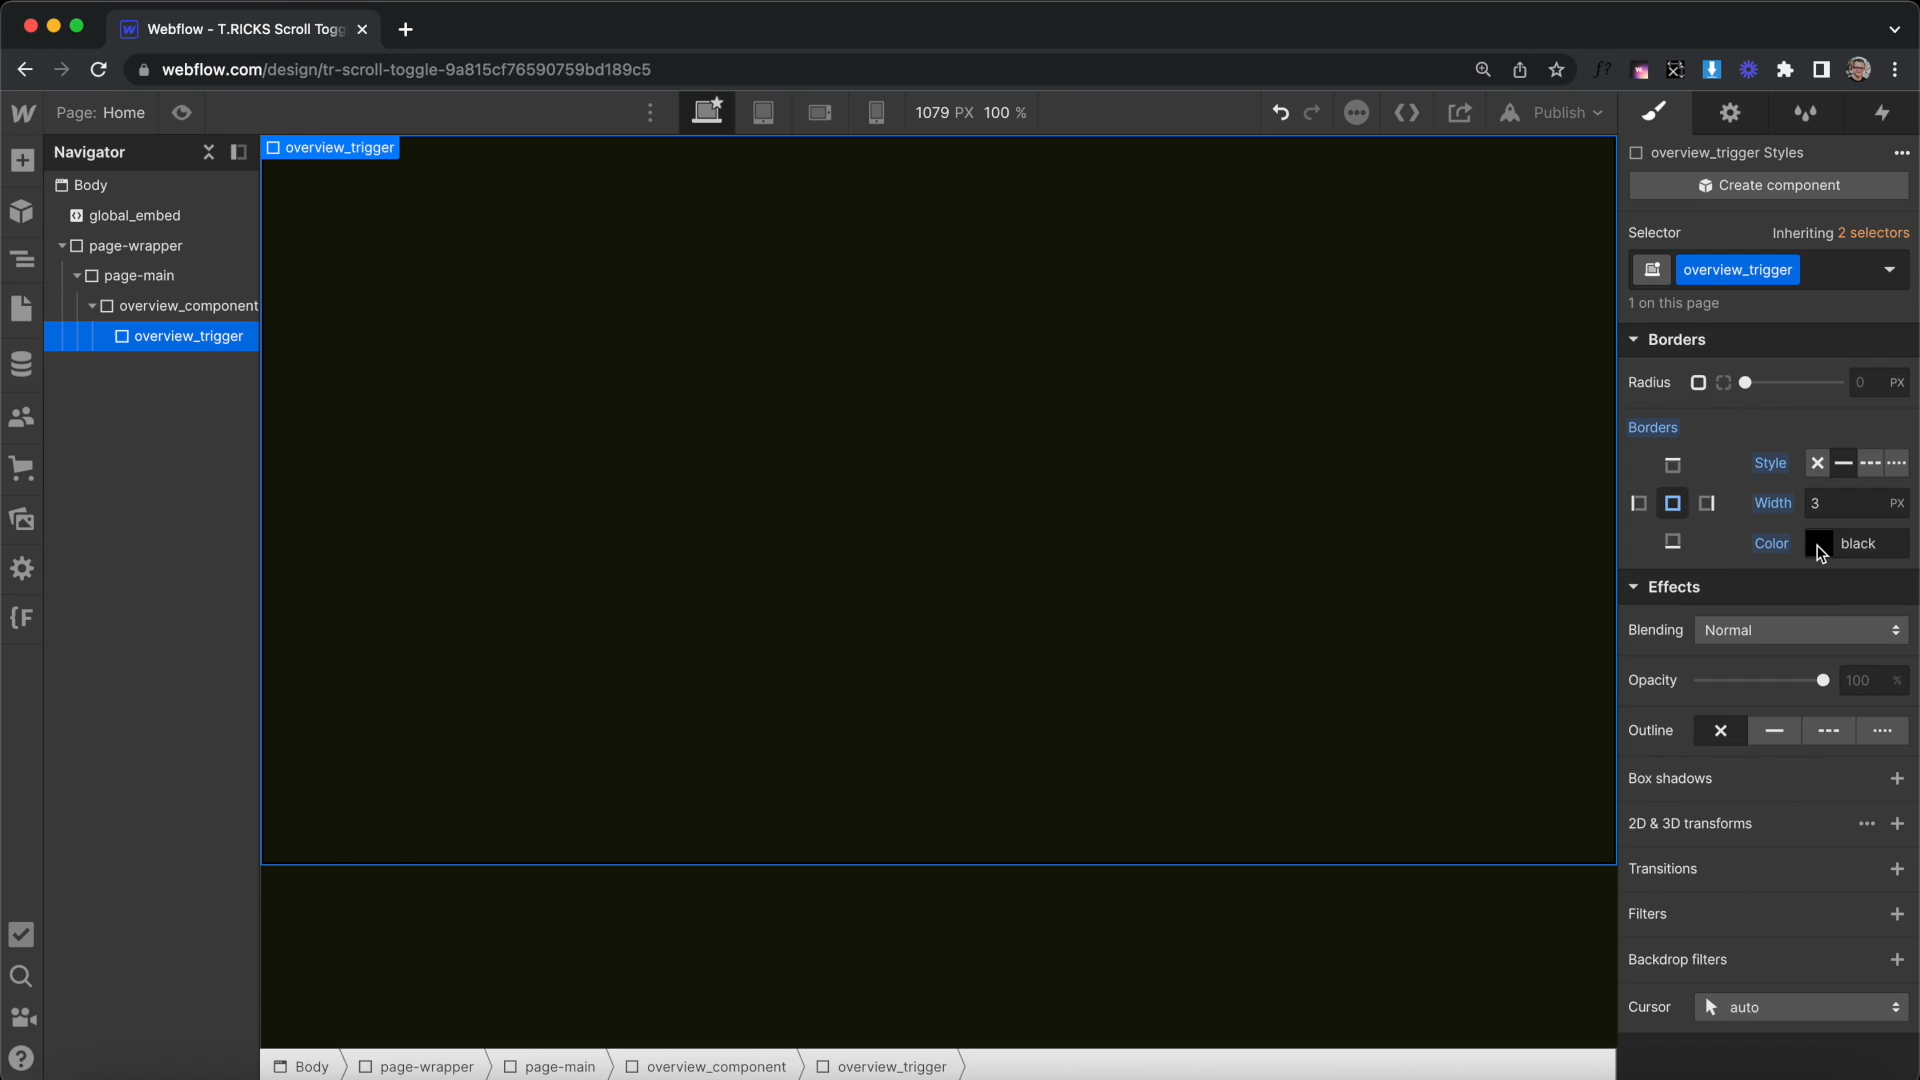 Webflow - T.RICKS Scroll Togg
webflow.com/design/tr-scroll-toggle-9a815cf76590759bd189c5
f?
Page: Home
1079 PX 100 %
Publish
Navigator
overview_trigger
overview_trigger Styles
Create component
Body
global_embed
page-wrapper
page-main
overview_component
overview_trigger
Selector
Inheriting 2 selectors
overview_trigger
1 on this page
Borders
Radius
0 PX
Borders
Style
Width
3 PX
Color
black
Effects
Blending
Normal
Opacity
100 %
Outline
Box shadows
2D & 3D transforms
Transitions
Filters
Backdrop filters
Cursor
auto
Body
page-wrapper
page-main
overview_component
overview_trigger